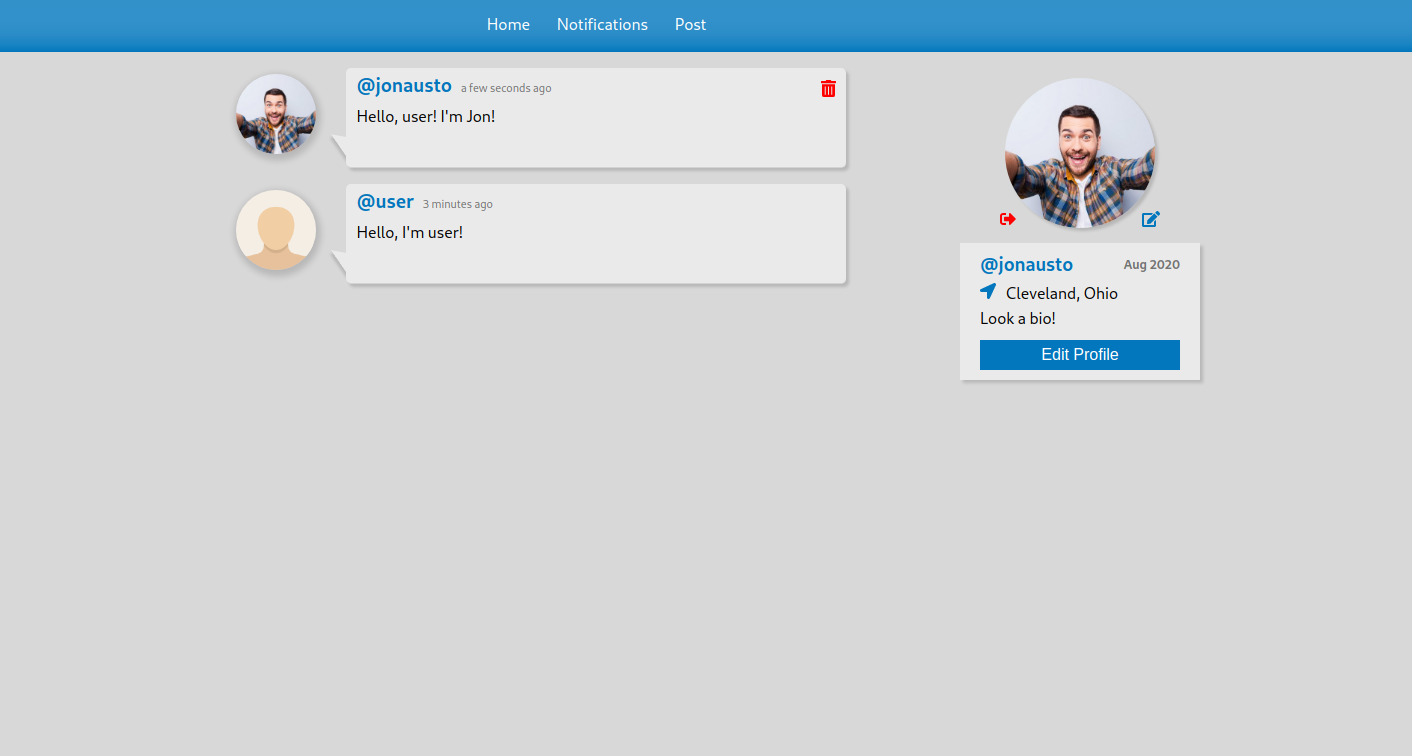 Home Notifications Post
@jonausto a few seconds ago
Hello, user! I'm Jon!
@user 3 minutes ago
Hello, I'm user!
@jonausto Aug 2020
Cleveland, Ohio
Look a bio!
Edit Profile